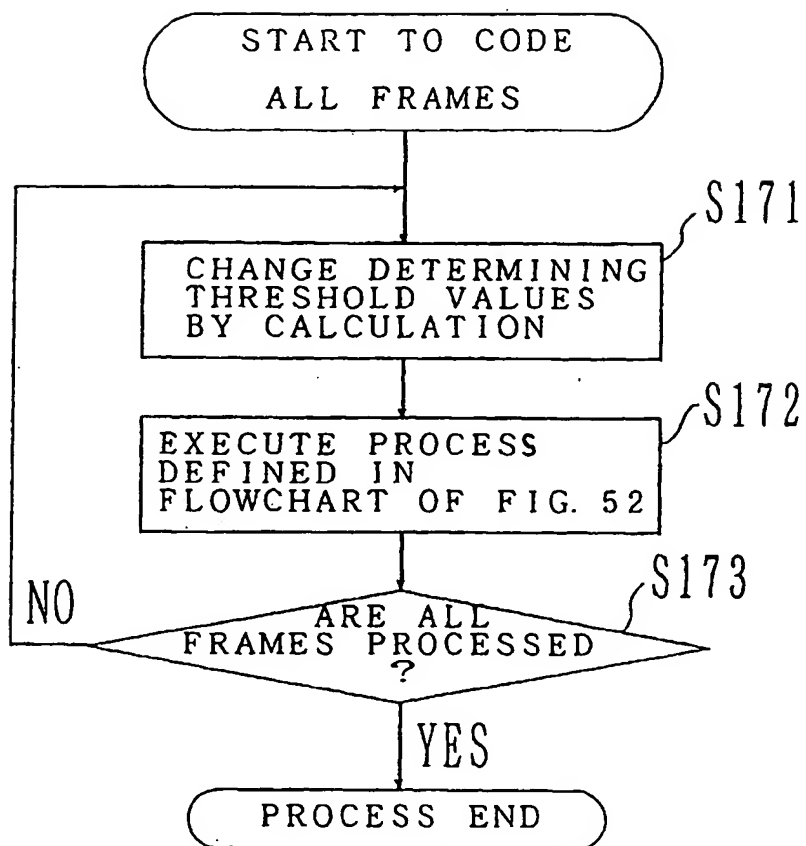 START TO CODE
ALL FRAMES
S171
CHANGE DETERMINING
THRESHOLD VALUES
BY CALCULATION
S172
EXECUTE PROCESS
DEFINED IN
FLOWCHART OF FIG. 52
S173
ARE ALL
FRAMES PROCESSED
?
NO
YES
PROCESS END